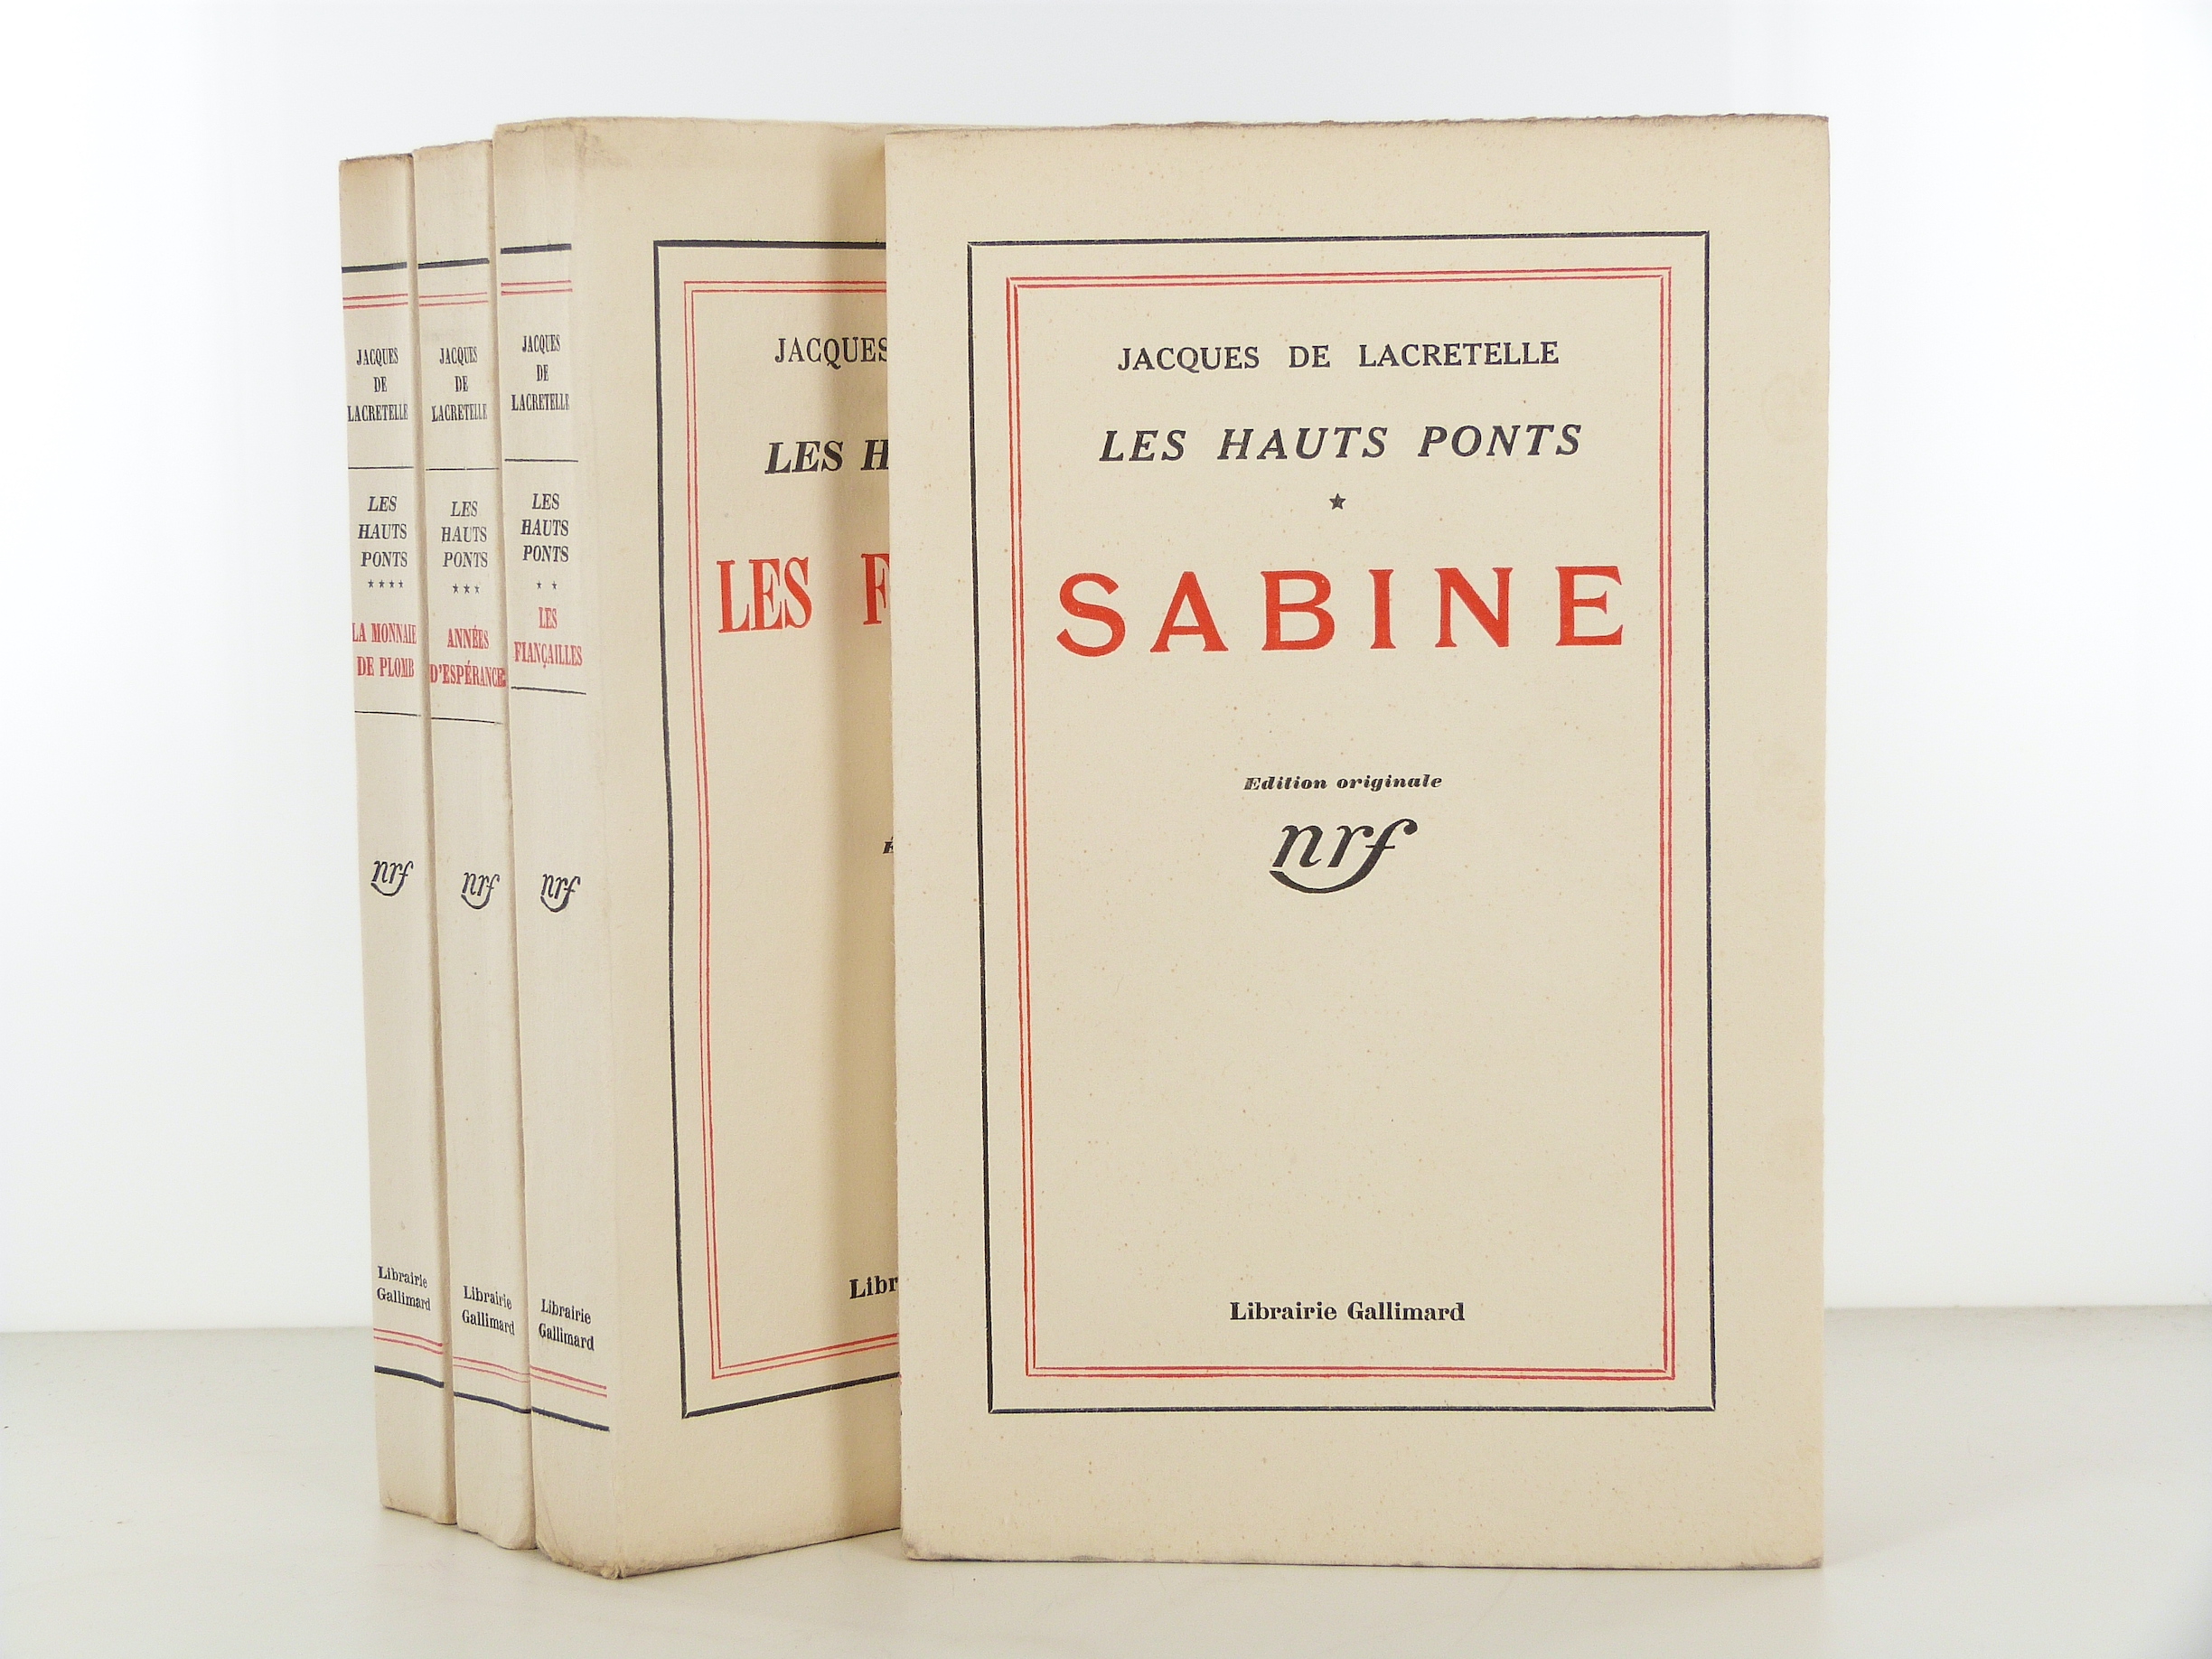 JACQUES
DE
LACRETELLE
LES
HAUTS
PONTS
★★★★
LA MONNAIE
DE PLOMB
nrf
Librairie
Gallimard
JACQUES
DE
LACRETELLE
LES
HAUTS
PONTS
★★★
ANNÉES
D'ESPÉRANCE
nrf
Librairie
Gallimard
JACQUES
DE
LACRETELLE
LES
HAUTS
PONTS
★ ★
LES
FIANÇAILLES
nrf
Librairie
Gallimard
JACQUES
LES H
LES F
É
Libr
JACQUES DE LACRETELLE
LES HAUTS PONTS
★
SABINE
Edition originale
nrf
Librairie Gallimard